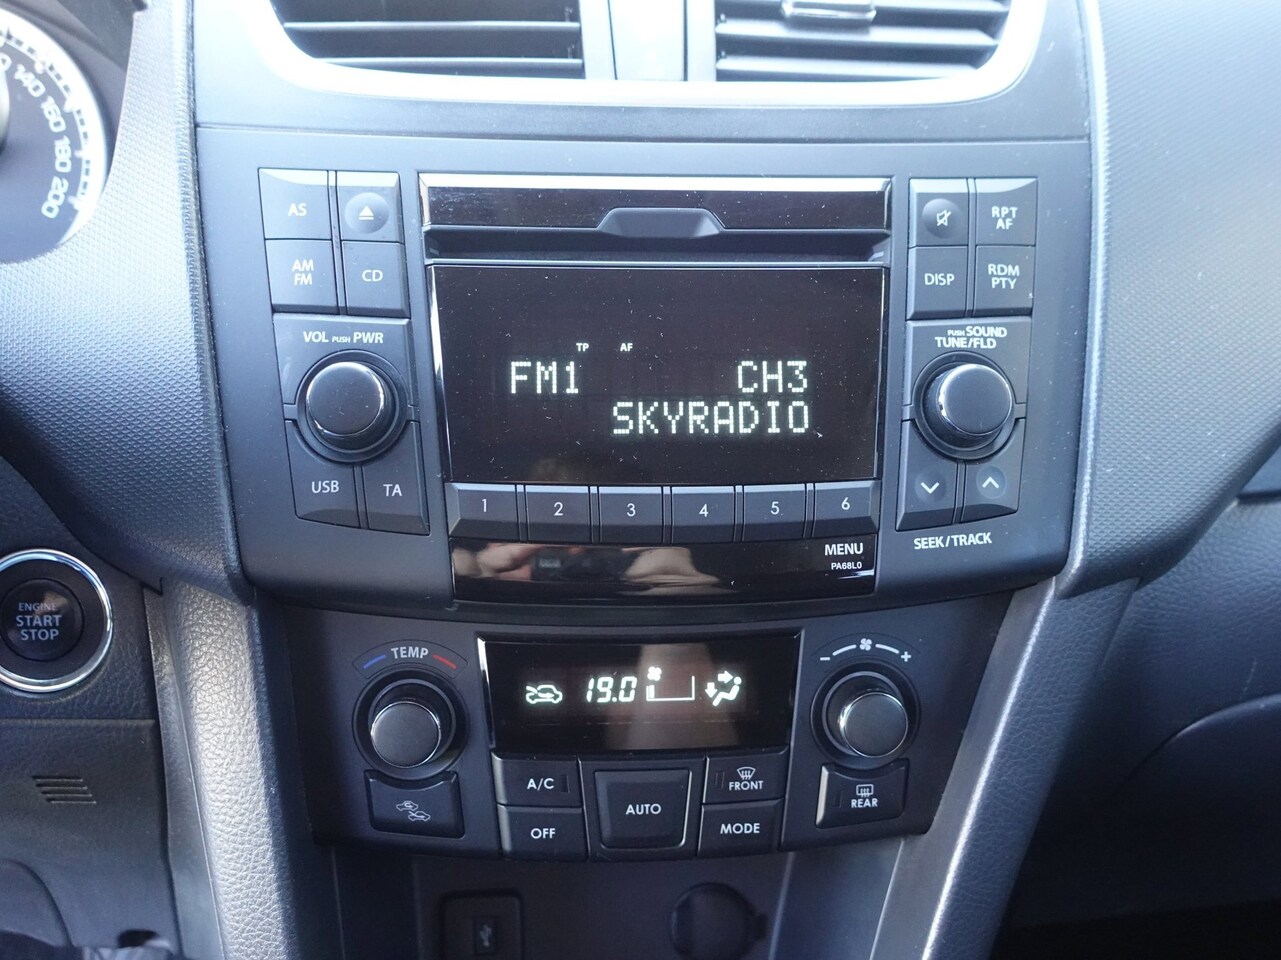 140
160
180
200
AS
AM
FM
CD
VOL PUSH PWR
USB
TA
TP AF
FM1 CH3
SKYRADIO
1 2 3 4 5 6
MENU
PA68L0
RPT
AF
DISP
RDM
PTY
PUSH SOUND
TUNE/FLD
SEEK/TRACK
ENGINE
START
STOP
TEMP
19.0
- +
A/C
OFF
AUTO
FRONT
MODE
REAR